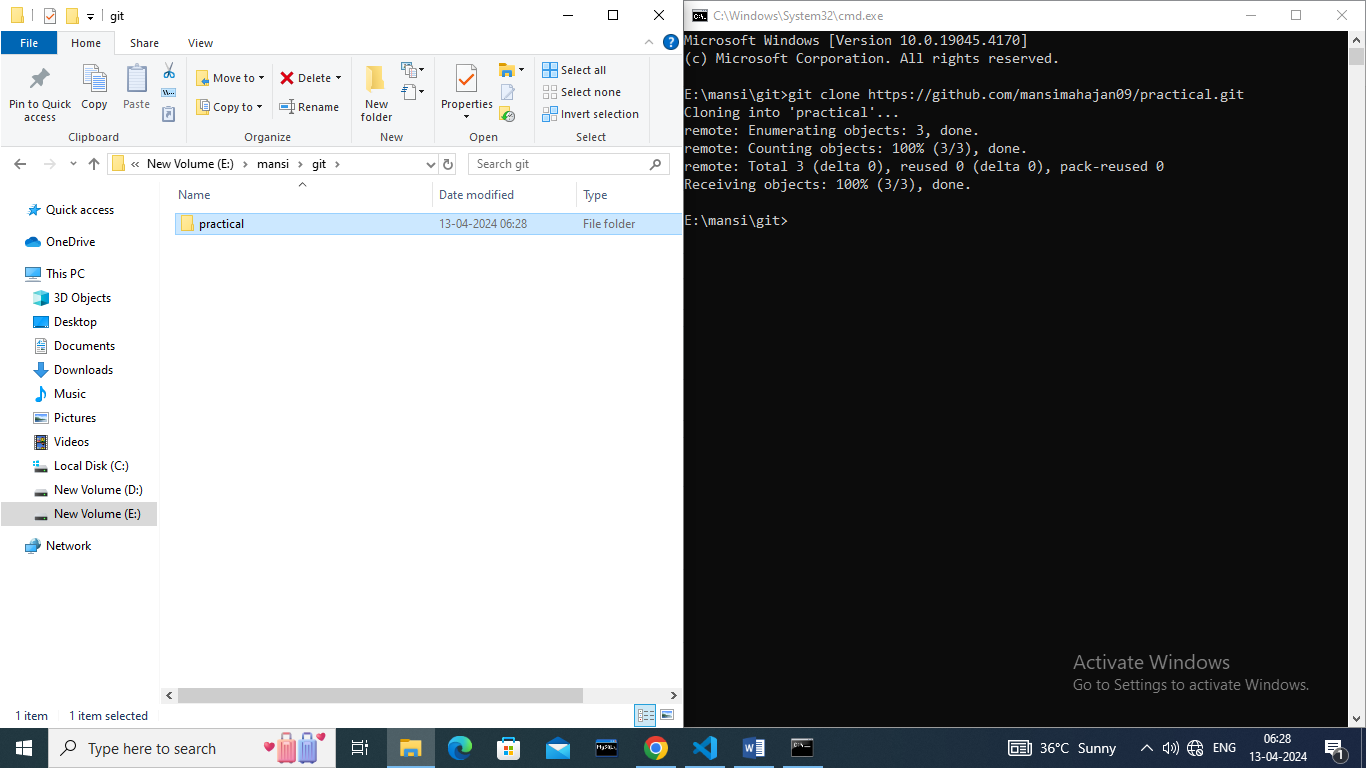 git
File
Home
Share
View
Pin to Quick access
Copy
Paste
Clipboard
Move to
Copy to
Delete
Rename
Organize
New folder
New
Properties
Open
Select all
Select none
Invert selection
Select
« New Volume (E:) > mansi > git >
Search git
Name
Date modified
Type
practical
13-04-2024 06:28
File folder
Quick access
OneDrive
This PC
3D Objects
Desktop
Documents
Downloads
Music
Pictures
Videos
Local Disk (C:)
New Volume (D:)
New Volume (E:)
Network
1 item
1 item selected
C:\Windows\System32\cmd.exe
Microsoft Windows [Version 10.0.19045.4170]
(c) Microsoft Corporation. All rights reserved.
E:\mansi\git>git clone https://github.com/mansimahajan09/practical.git
Cloning into 'practical'...
remote: Enumerating objects: 3, done.
remote: Counting objects: 100% (3/3), done.
remote: Total 3 (delta 0), reused 0 (delta 0), pack-reused 0
Receiving objects: 100% (3/3), done.
E:\mansi\git>
Activate Windows
Go to Settings to activate Windows.
Type here to search
36°C Sunny
ENG
06:28
13-04-2024
1